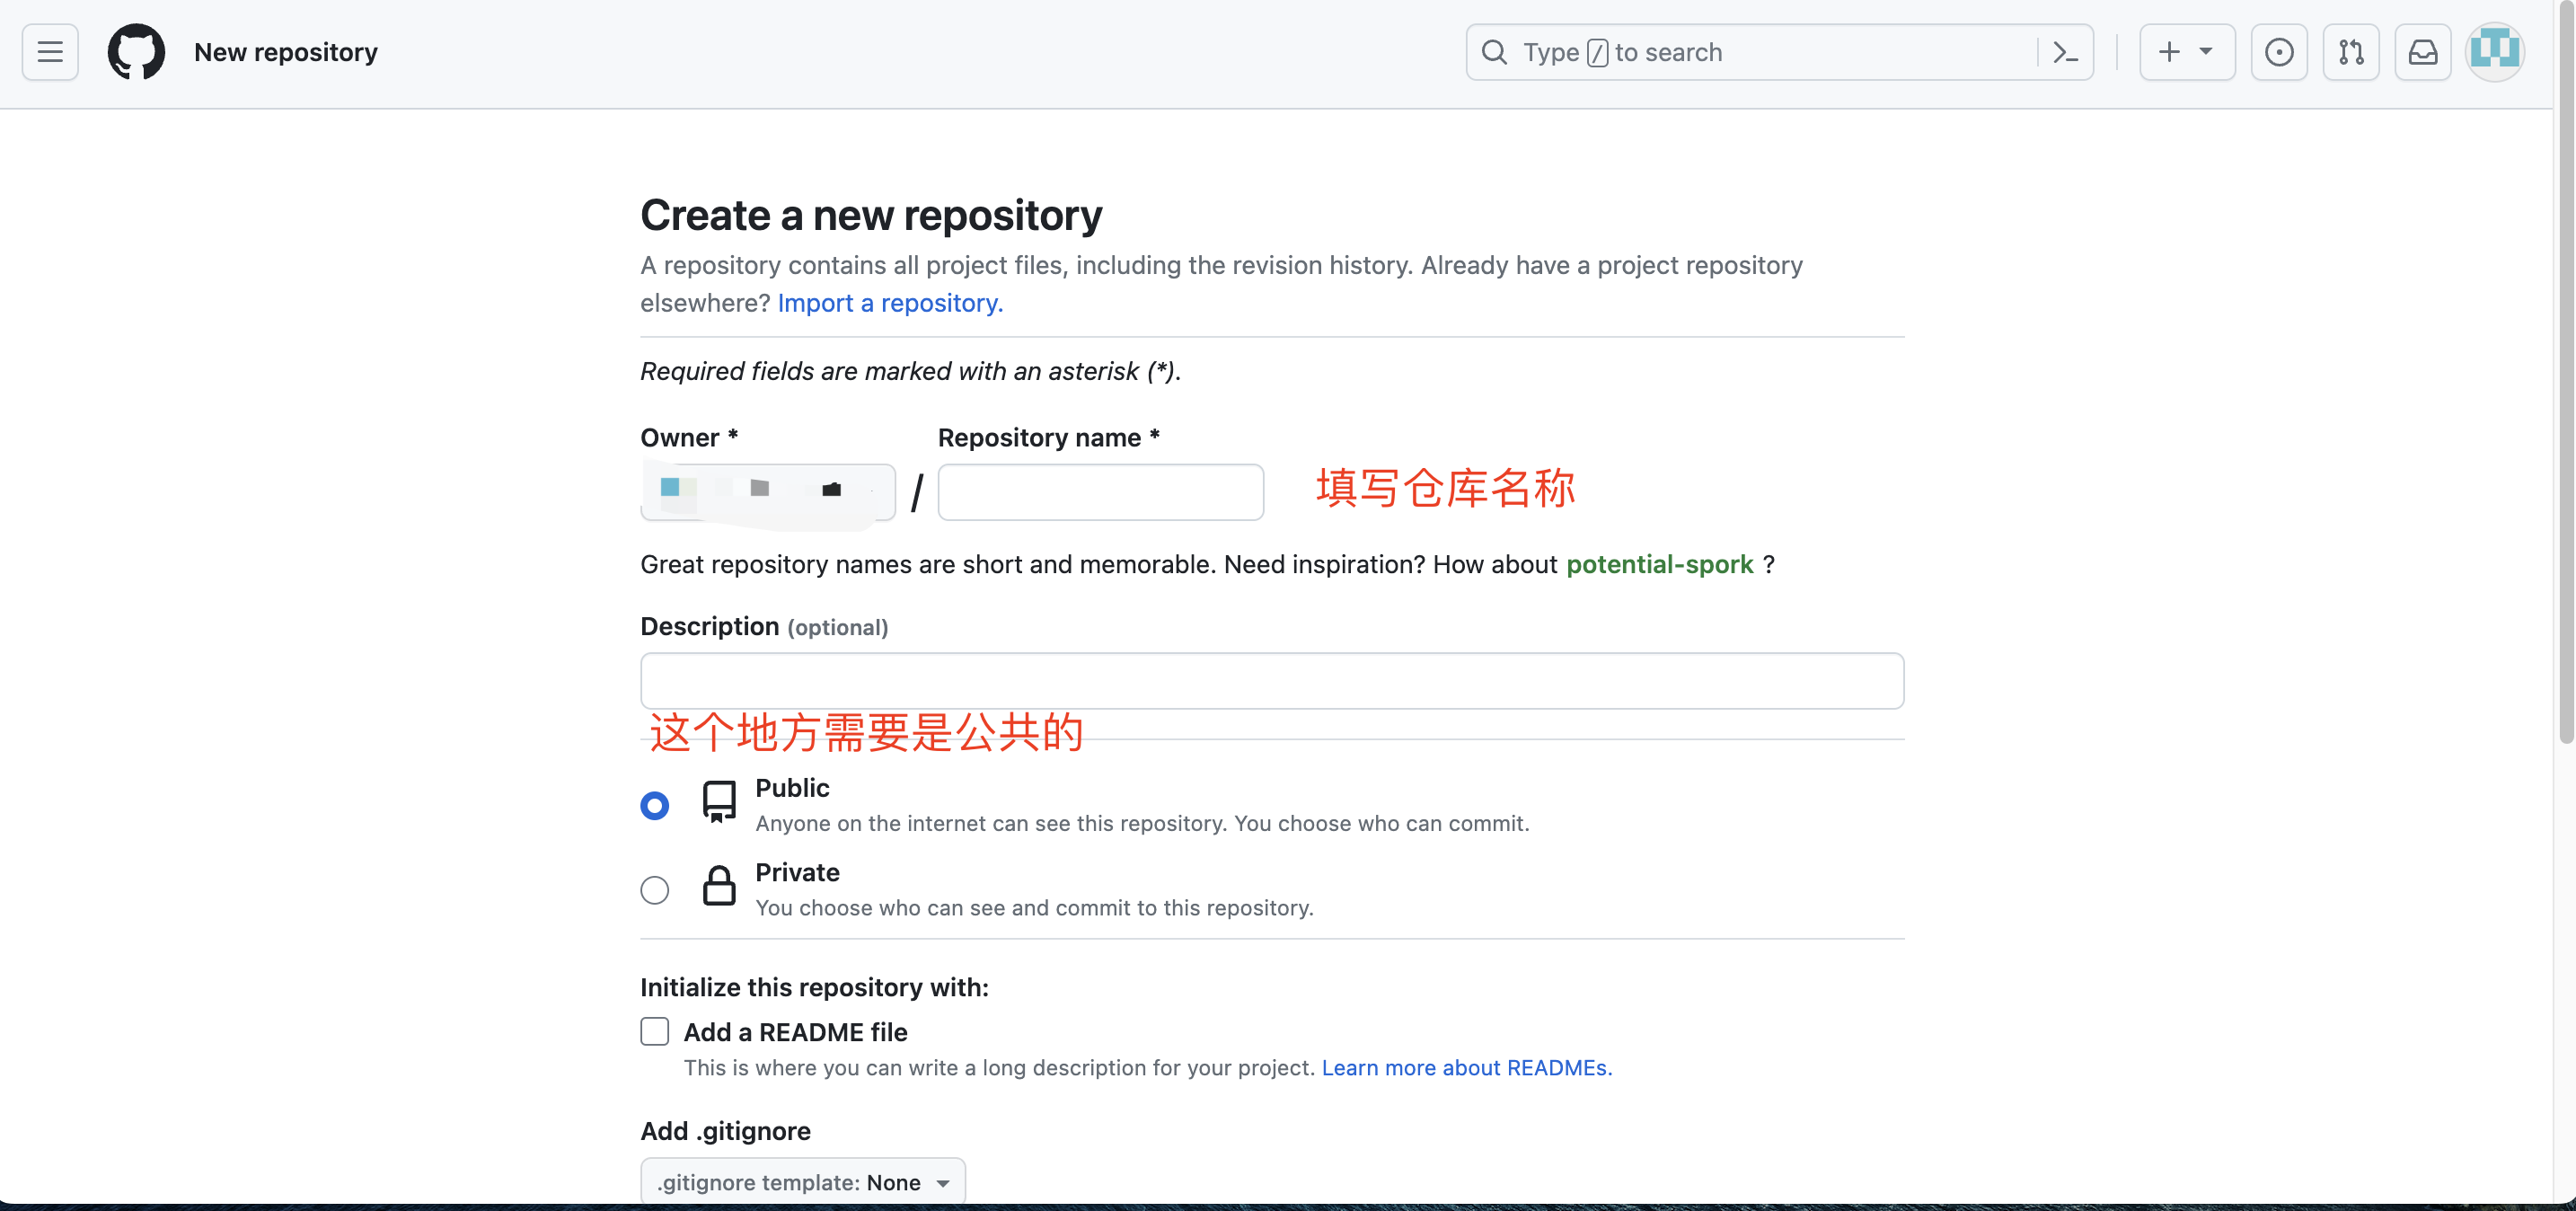 New repository
Type / to search
Create a new repository
A repository contains all project files, including the revision history. Already have a project repository
elsewhere? Import a repository.
Required fields are marked with an asterisk (*).
Owner * Repository name *
/ 填写仓库名称
Great repository names are short and memorable. Need inspiration? How about potential-spork ?
Description (optional)
这个地方需要是公共的
Public
Anyone on the internet can see this repository. You choose who can commit.
Private
You choose who can see and commit to this repository.
Initialize this repository with:
Add a README file
This is where you can write a long description for your project. Learn more about READMEs.
Add .gitignore
.gitignore template: None